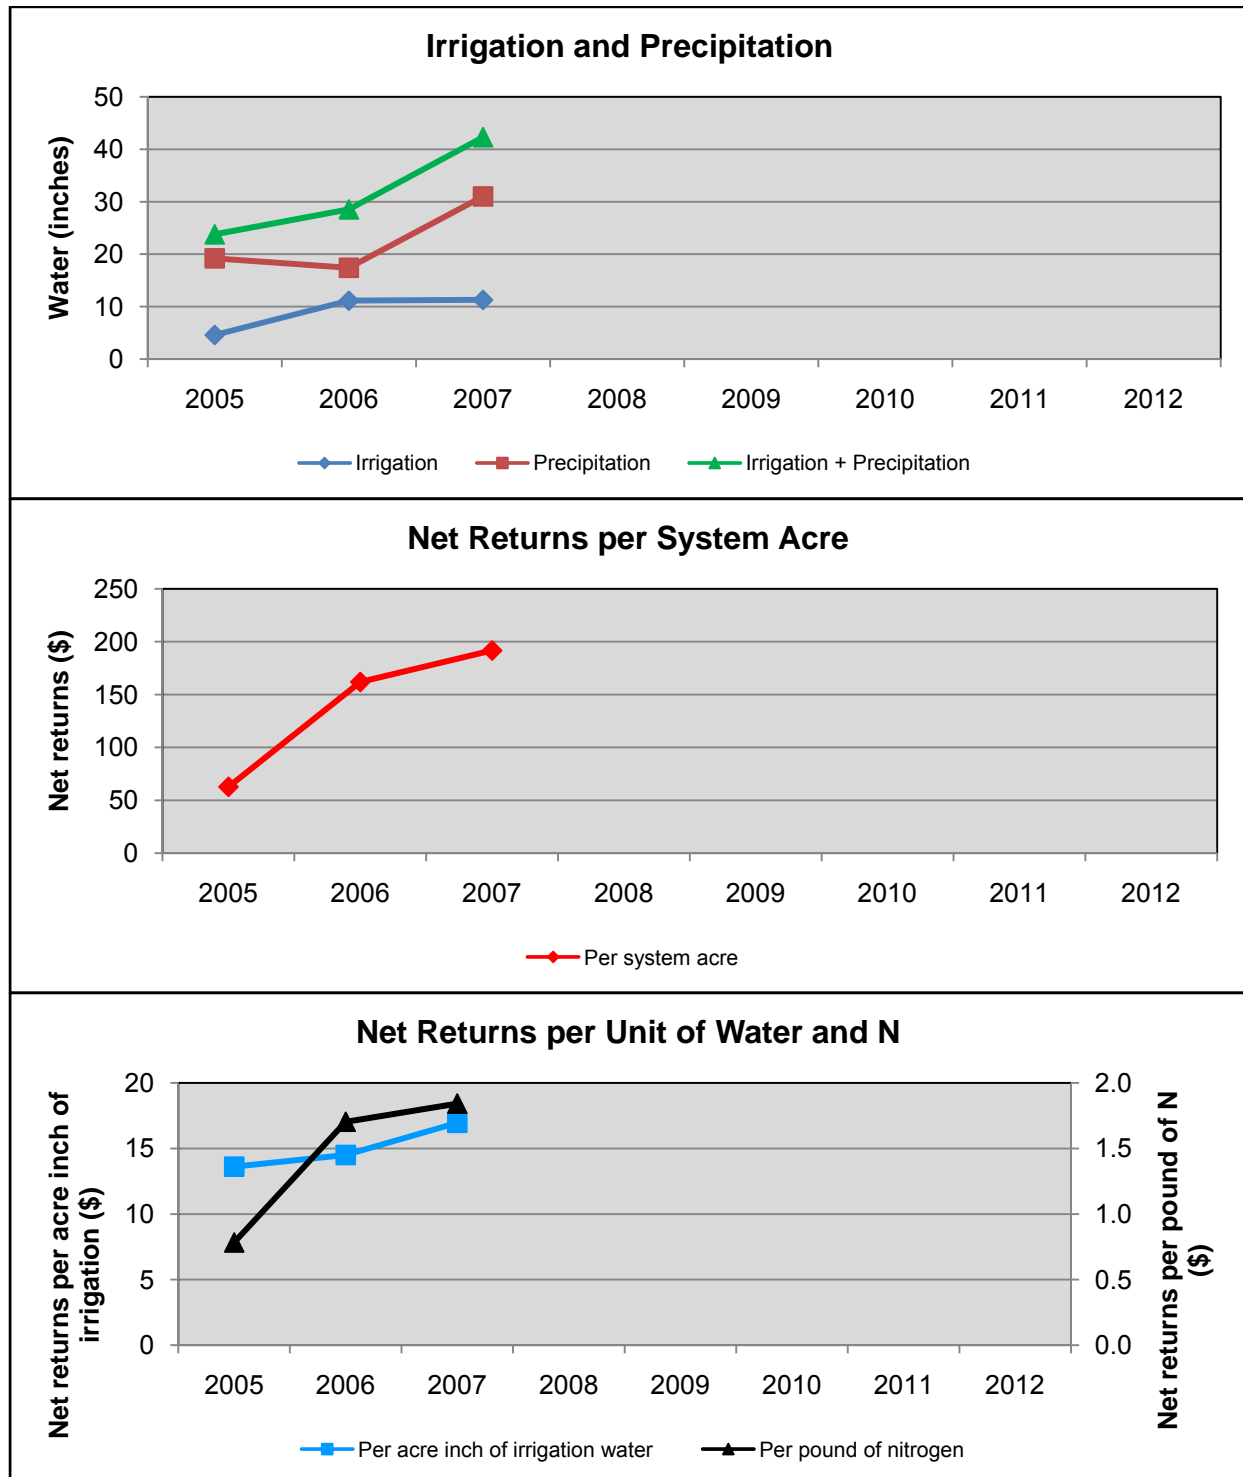 Irrigation and Precipitation
Water (inches)
50
40
30
20
10
0
2005 2006 2007 2008 2009 2010 2011 2012
Irrigation Precipitation Irrigation + Precipitation
Net Returns per System Acre
Net returns ($)
250
200
150
100
50
0
2005 2006 2007 2008 2009 2010 2011 2012
Per system acre
Net Returns per Unit of Water and N
Net returns per acre inch of
irrigation ($)
20 2.0
15 1.5
10 1.0
5 0.5
0 0.0
Net returns per pound of N
($)
2005 2006 2007 2008 2009 2010 2011 2012
Per acre inch of irrigation water Per pound of nitrogen